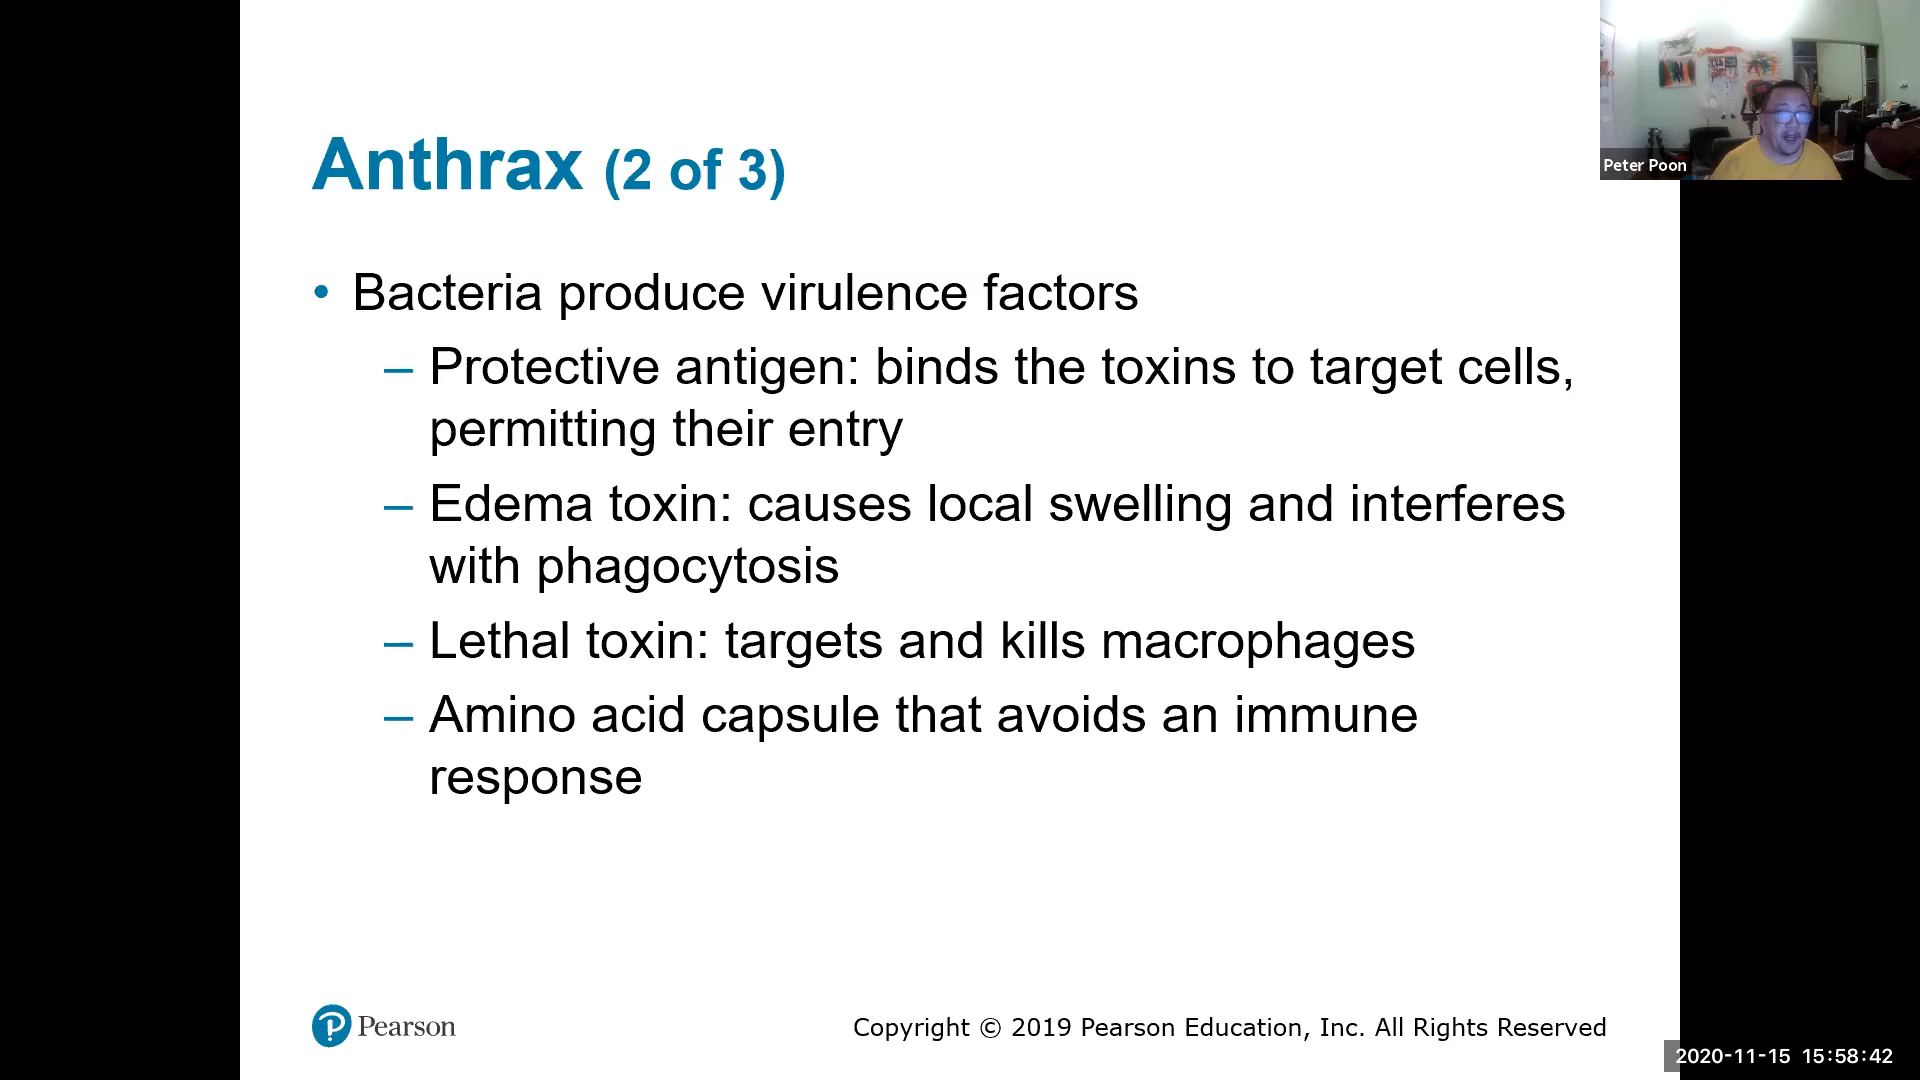 Anthrax (2 of 3)
• Bacteria produce virulence factors
– Protective antigen: binds the toxins to target cells,
permitting their entry
– Edema toxin: causes local swelling and interferes
with phagocytosis
– Lethal toxin: targets and kills macrophages
– Amino acid capsule that avoids an immune
response
Pearson
Copyright © 2019 Pearson Education, Inc. All Rights Reserved
Peter Poon
2020-11-15 15:58:42